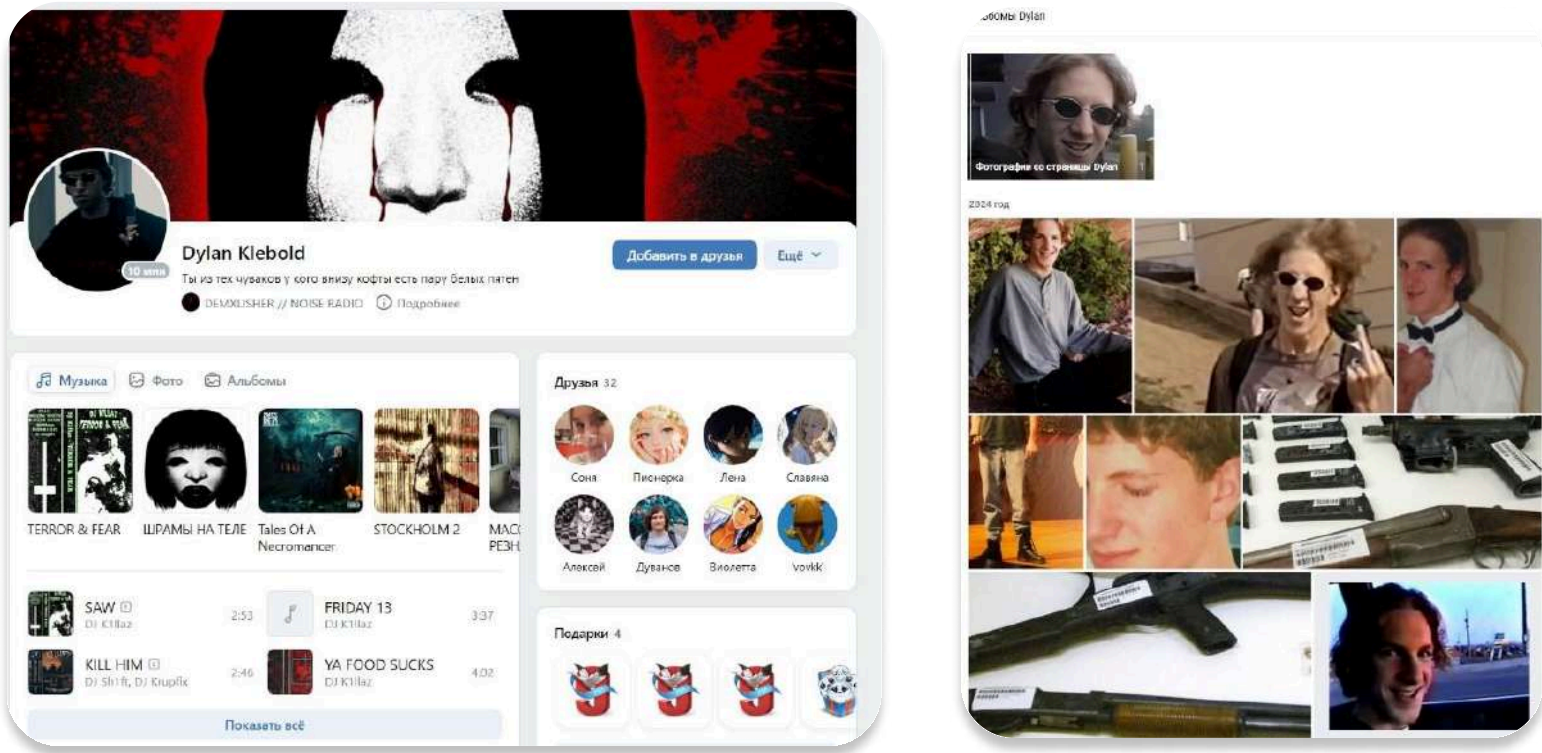 Dylan Klebold
10 мин
Ты из тех чуваков у кого внизу кофты есть пару белых пятен
DEMXUSHER // NOISE RADIO
Подробнее
Добавить в друзья
Ещё
Музыка
Фото
Альбомы
TERROR & FEAR
ШРАМЫ НА ТЕЛЕ
Tales Of A
Necromancer
STOCKHOLM 2
SAW
DJ K1llaz
2:53
FRIDAY 13
DJ K1llaz
3:37
KILL HIM
DJ Sh1ft, DJ Krupfix
2:46
YA FOOD SUCKS
DJ K1llaz
4:02
Показать всё
Друзья 32
Соня
Пионерка
Лена
Славяна
Алексей
Дуванов
Виолетта
vovkk
Подарки 4
Dylan
Фотографии со страницы Dylan
1
2024 год